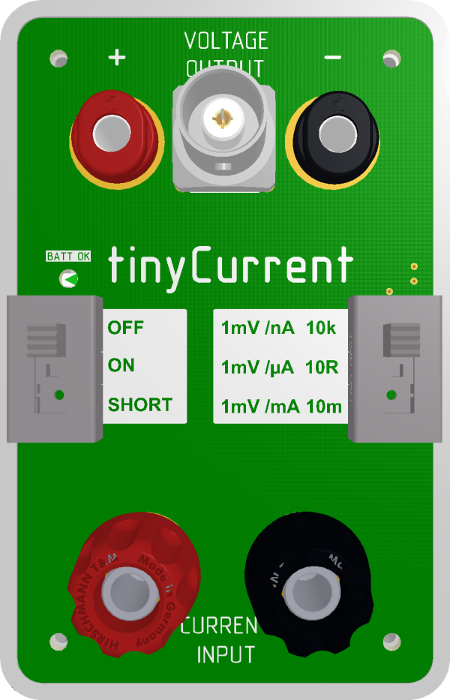 VOLTAGE
OUTPUT
+ −
BATT OK
tinyCurrent
OFF
ON
SHORT
1mV /nA 10k
1mV /µA 10R
1mV /mA 10m
HIRSCHMANN T&M Made in Germany
CURREN
INPUT